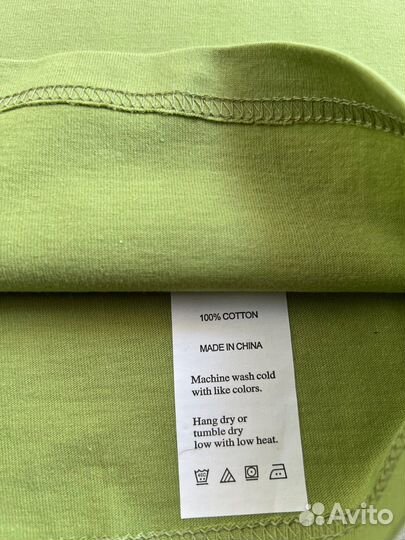 100% COTTON
MADE IN CHINA
Machine wash cold
with like colors.
Hang dry or
tumble dry
low with low heat.
Avito